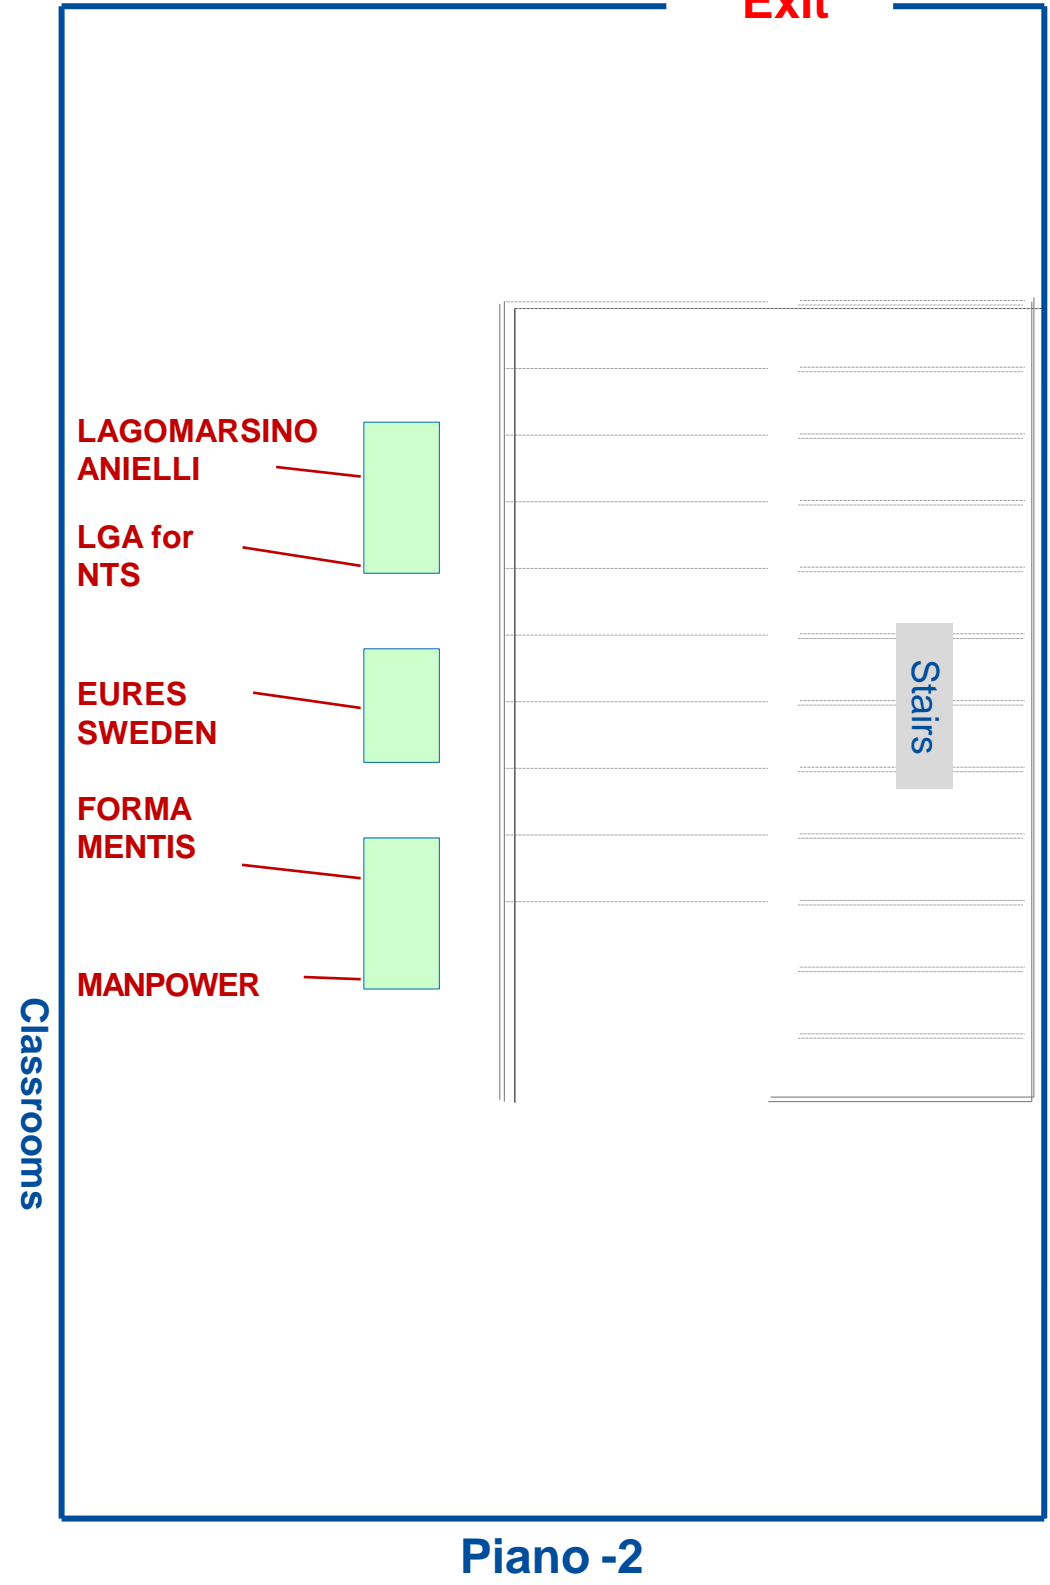 Exit
LAGOMARSINO
ANIELLI
LGA for
NTS
EURES
SWEDEN
Stairs
FORMA
MENTIS
MANPOWER
Classrooms
Piano -2